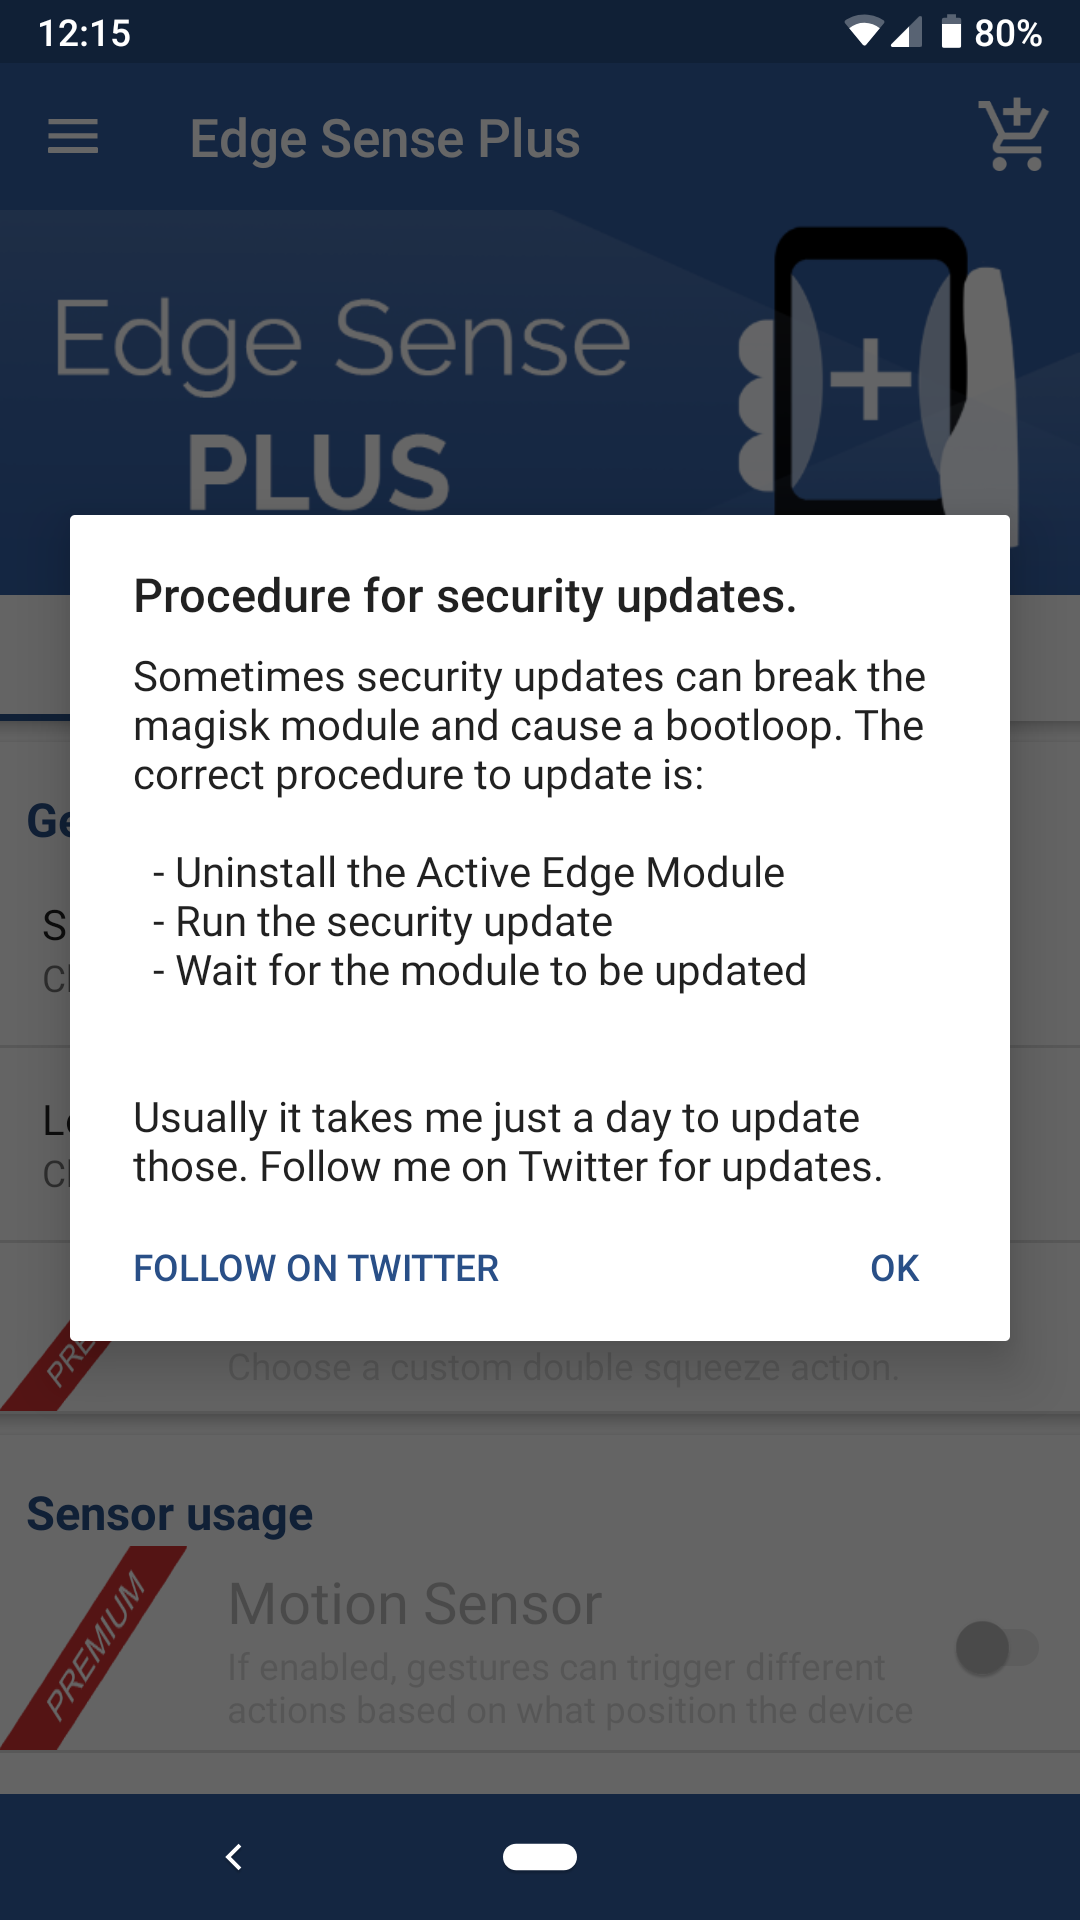 12:15
80%
Edge Sense Plus
Edge Sense
PLUS
Procedure for security updates.
Sometimes security updates can break the
magisk module and cause a bootloop. The
correct procedure to update is:
- Uninstall the Active Edge Module
- Run the security update
- Wait for the module to be updated
Usually it takes me just a day to update
those. Follow me on Twitter for updates.
FOLLOW ON TWITTER
OK
Choose a custom double squeeze action.
Sensor usage
PREMIUM
Motion Sensor
If enabled, gestures can trigger different
actions based on what position the device